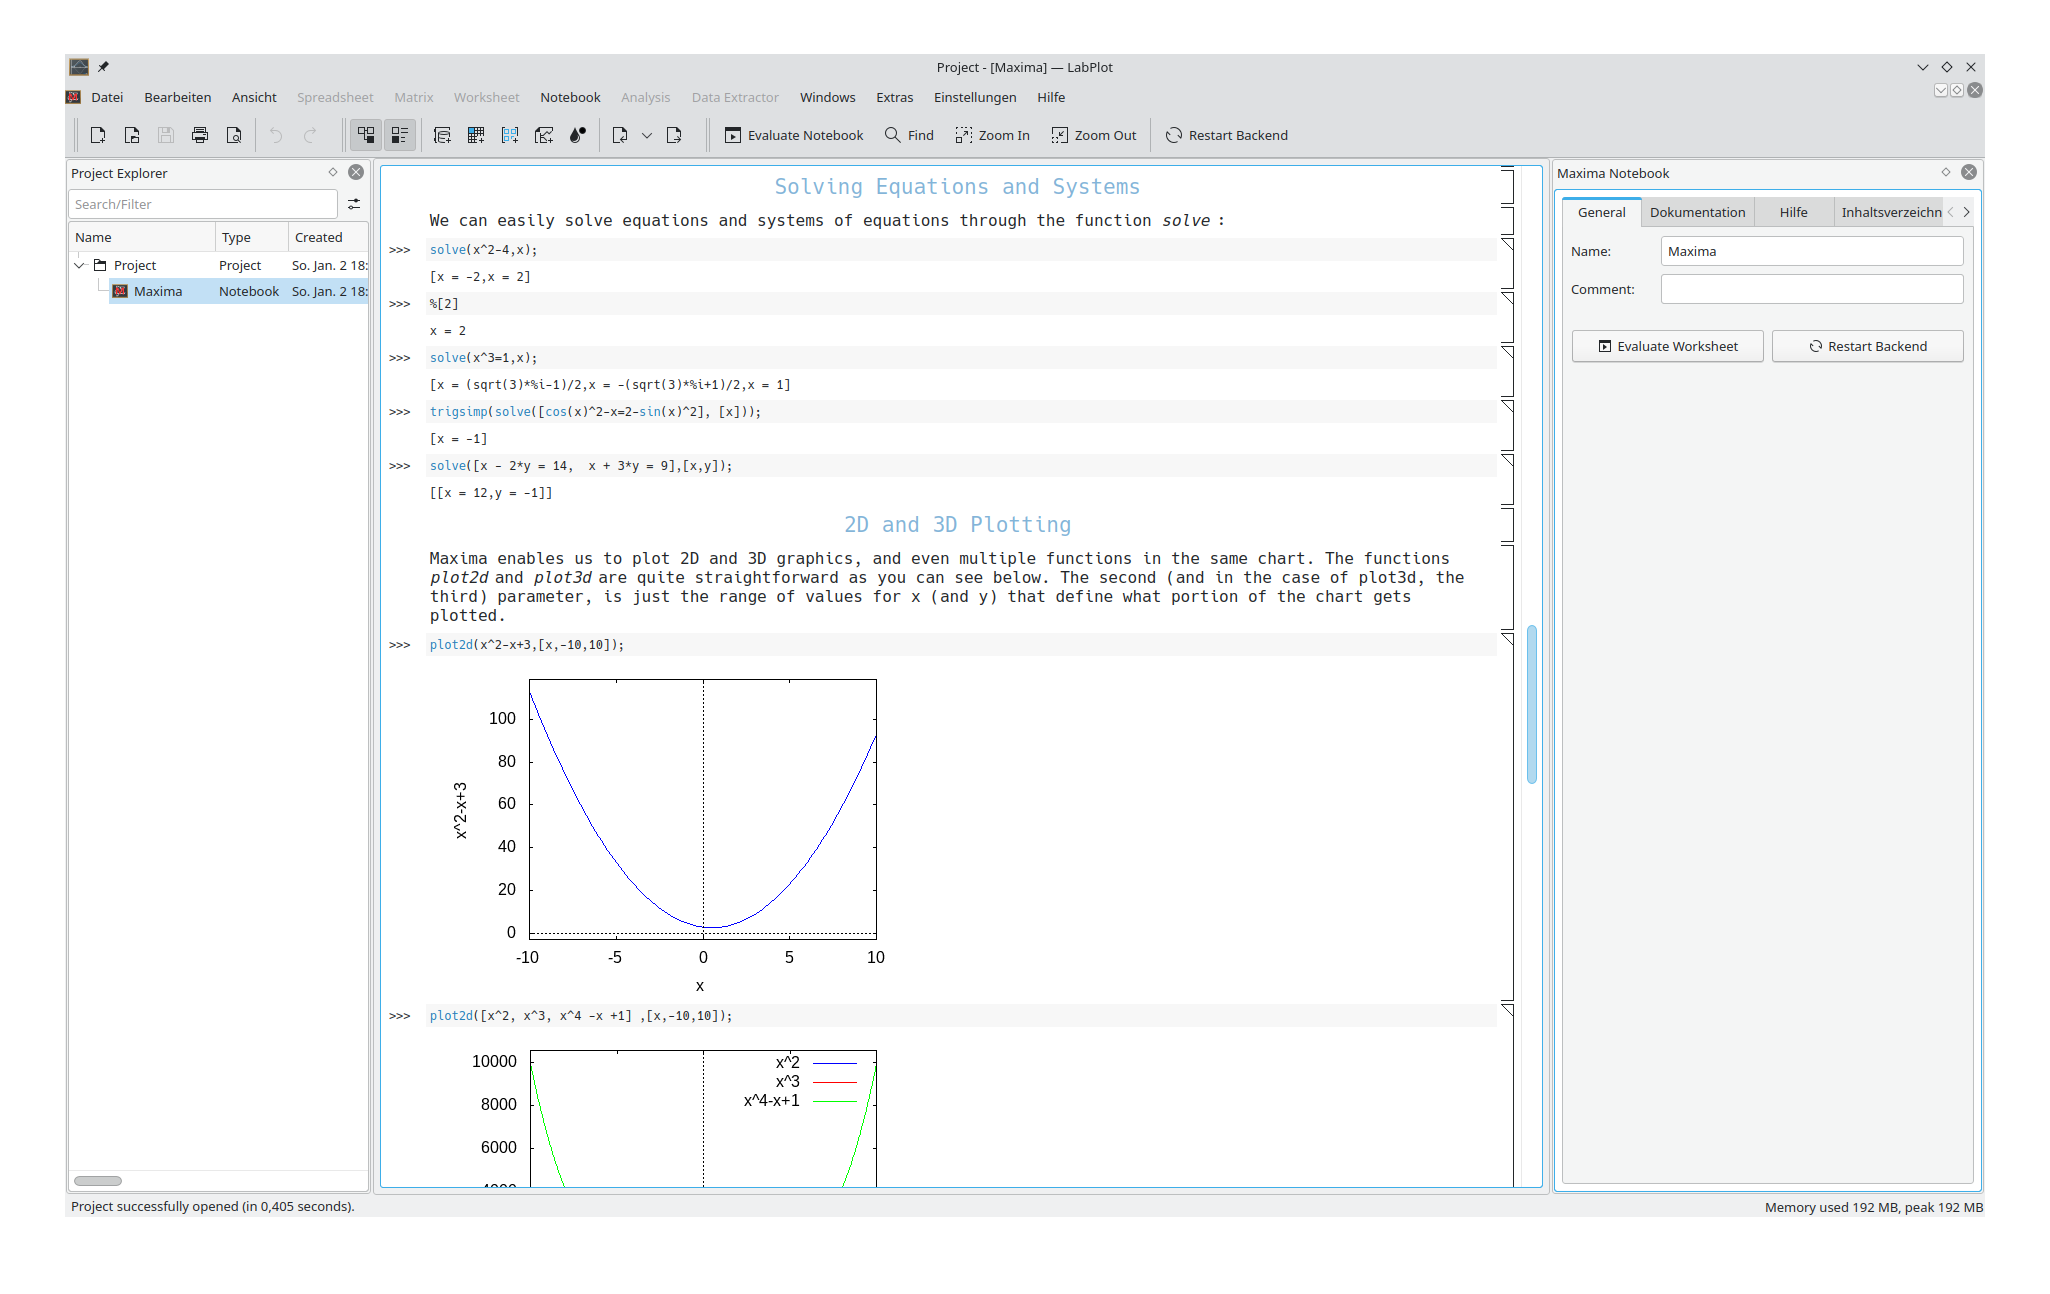 Project - [Maxima] — LabPlot
Datei Bearbeiten Ansicht Spreadsheet Matrix Worksheet Notebook Analysis Data Extractor Windows Extras Einstellungen Hilfe
Evaluate Notebook Find Zoom In Zoom Out Restart Backend
Project Explorer
Search/Filter
Name Type Created
Project Project So. Jan. 2 18:
Maxima Notebook So. Jan. 2 18:
Solving Equations and Systems
We can easily solve equations and systems of equations through the function solve :
>>> solve(x^2-4,x);
[x = -2,x = 2]
>>> %[2]
x = 2
>>> solve(x^3=1,x);
[x = (sqrt(3)*%i-1)/2,x = -(sqrt(3)*%i+1)/2,x = 1]
>>> trigsimp(solve([cos(x)^2-x=2-sin(x)^2], [x]));
[x = -1]
>>> solve([x - 2*y = 14,  x + 3*y = 9],[x,y]);
[[x = 12,y = -1]]
2D and 3D Plotting
Maxima enables us to plot 2D and 3D graphics, and even multiple functions in the same chart. The functions
plot2d and plot3d are quite straightforward as you can see below. The second (and in the case of plot3d, the
third) parameter, is just the range of values for x (and y) that define what portion of the chart gets
plotted.
>>> plot2d(x^2-x+3,[x,-10,10]);
100
80
60
40
20
0
x^2-x+3
-10 -5 0 5 10
x
>>> plot2d([x^2, x^3, x^4 -x +1] ,[x,-10,10]);
10000
8000
6000
4000
x^2
x^3
x^4-x+1
Maxima Notebook
General Dokumentation Hilfe Inhaltsverzeichn
Name: Maxima
Comment:
Evaluate Worksheet Restart Backend
Project successfully opened (in 0,405 seconds).
Memory used 192 MB, peak 192 MB